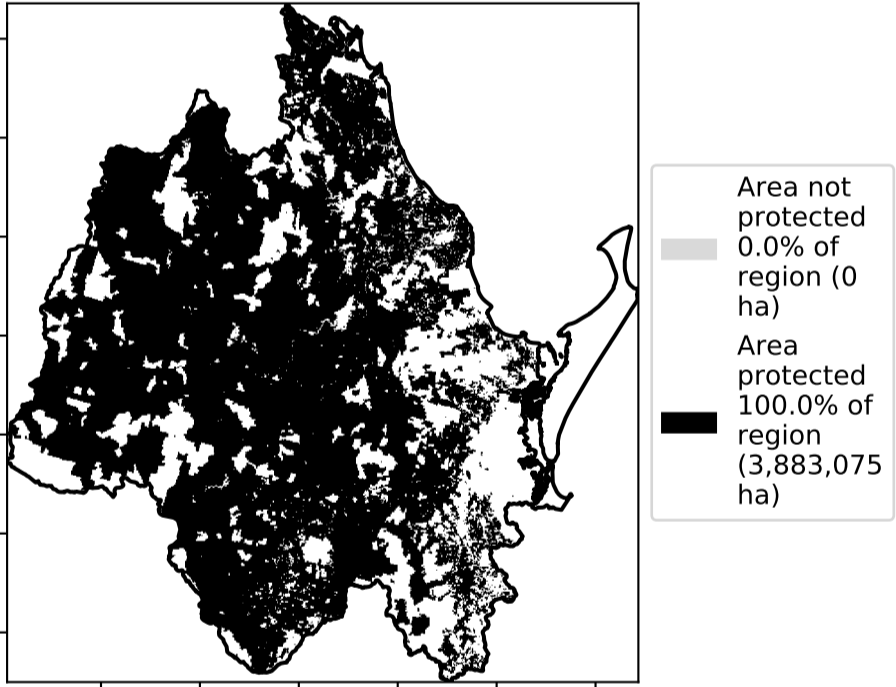 Area not
protected
0.0% of
region (0
ha)
Area
protected
100.0% of
region
(3,883,075
ha)